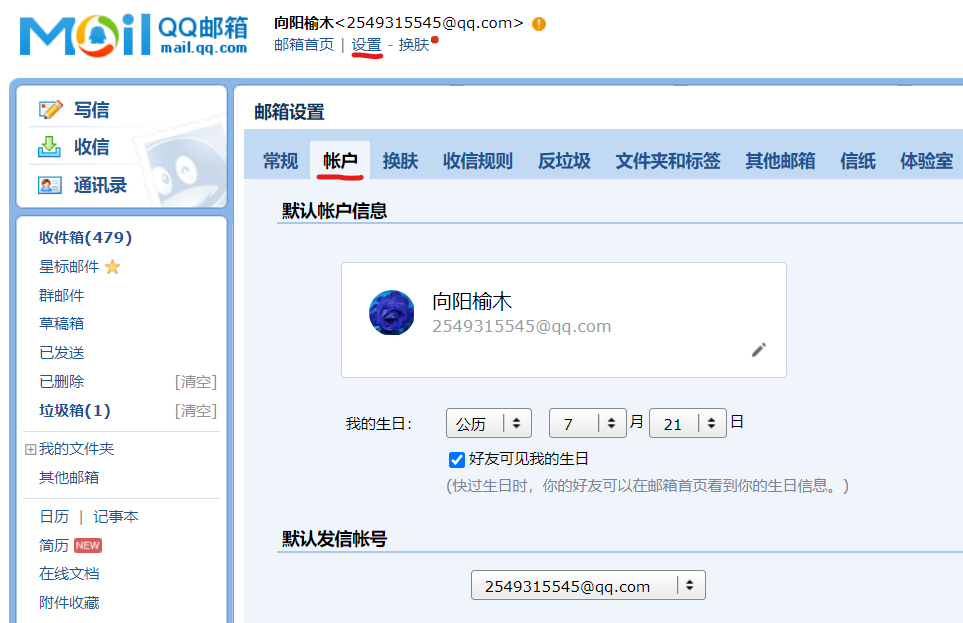 Mail QQ邮箱
mail.qq.com
向阳榆木<2549315545@qq.com> !
邮箱首页 | 设置 - 换肤
写信
收信
通讯录
收件箱(479)
星标邮件
群邮件
草稿箱
已发送
已删除 [清空]
垃圾箱(1) [清空]
我的文件夹
其他邮箱
日历 | 记事本
简历 NEW
在线文档
附件收藏
邮箱设置
常规 帐户 换肤 收信规则 反垃圾 文件夹和标签 其他邮箱 信纸 体验室
默认帐户信息
向阳榆木
2549315545@qq.com
我的生日： 公历 7 月 21 日
好友可见我的生日
(快过生日时，你的好友可以在邮箱首页看到你的生日信息。)
默认发信帐号
2549315545@qq.com